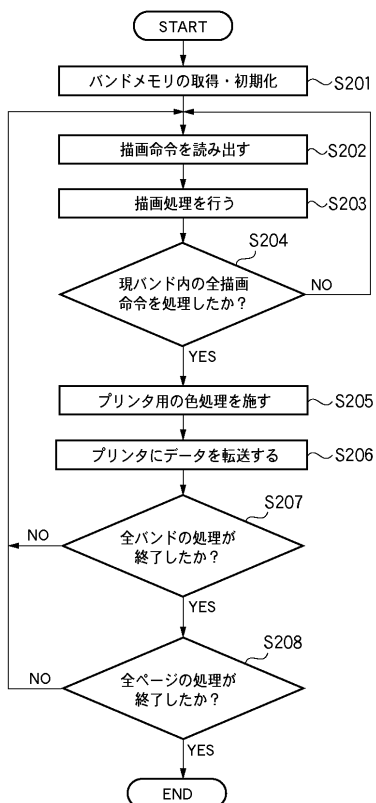 START
バンドメモリの取得・初期化
S201
描画命令を読み出す
S202
描画処理を行う
S203
S204
現バンド内の全描画
命令を処理したか？
NO
YES
プリンタ用の色処理を施す
S205
プリンタにデータを転送する
S206
S207
全バンドの処理が
終了したか？
NO
YES
S208
全ページの処理が
終了したか？
NO
YES
END